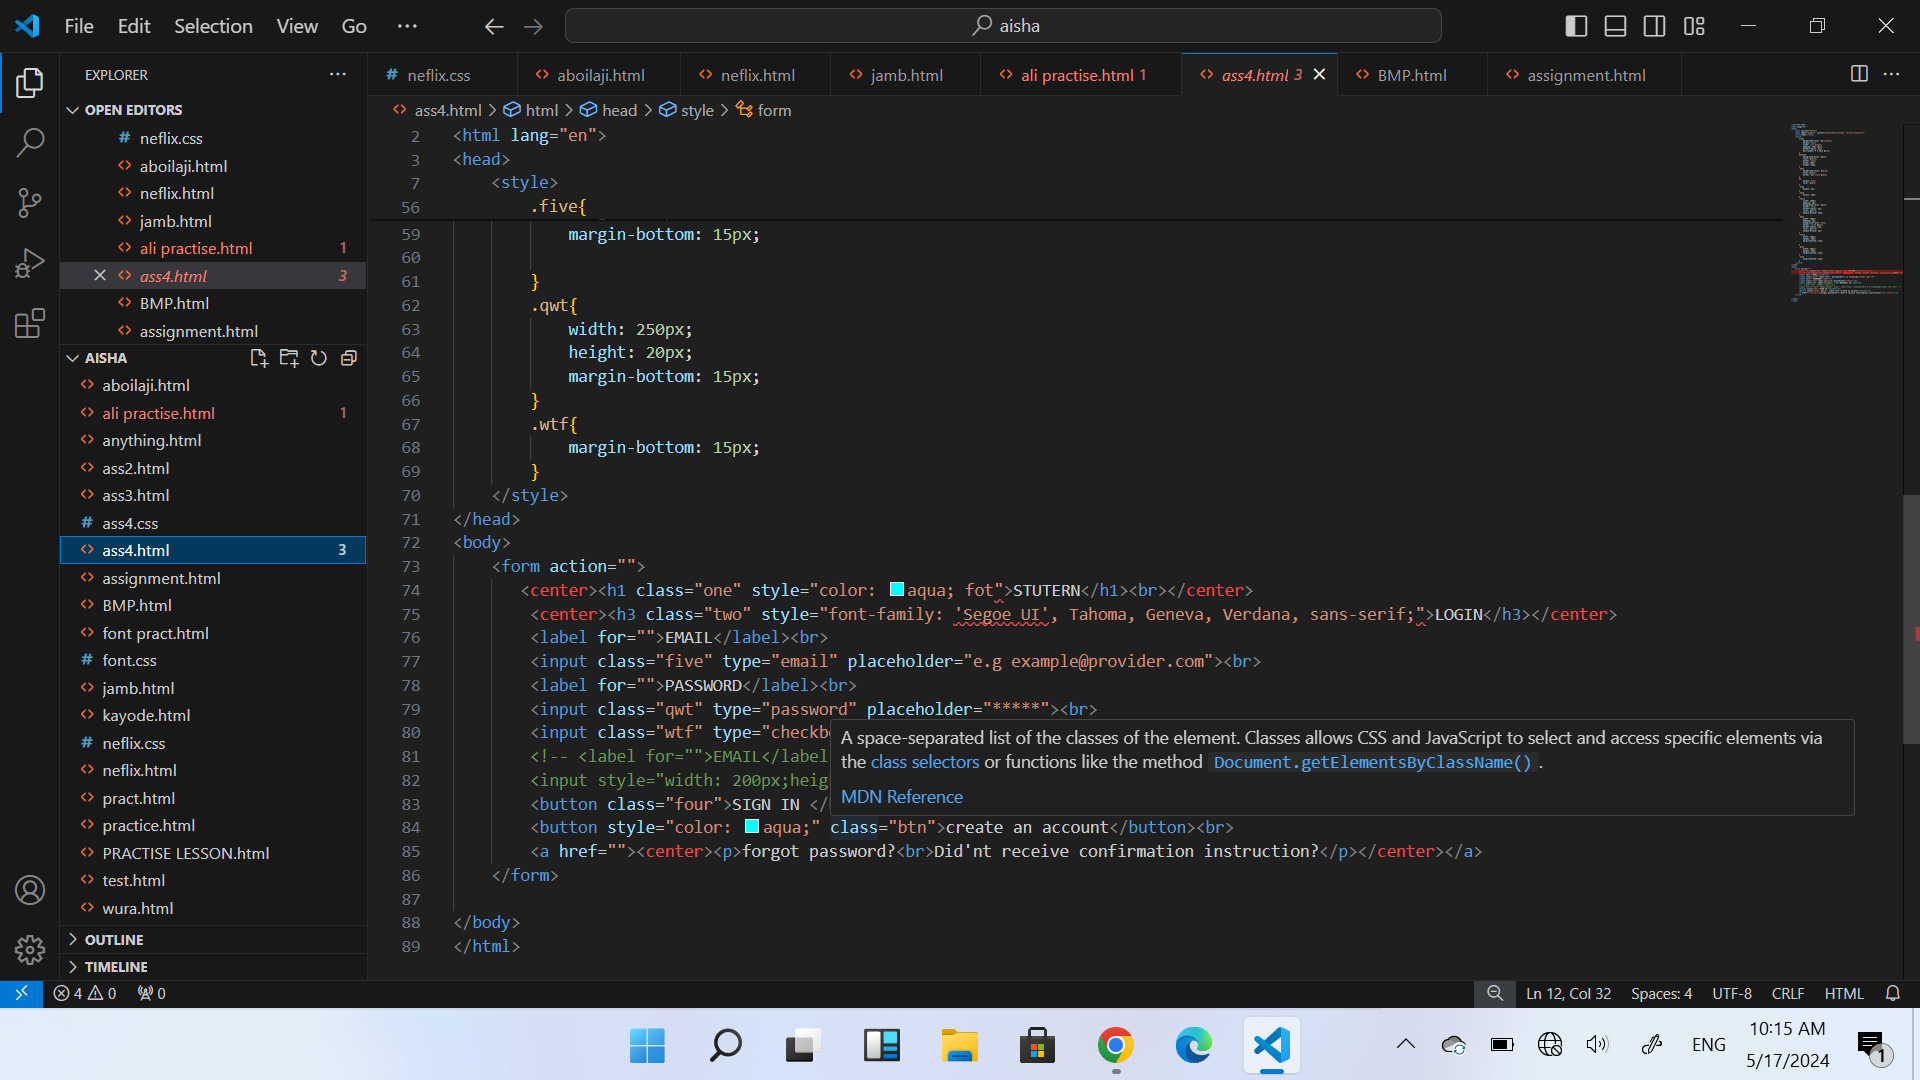 File Edit Selection View Go ··· aisha
EXPLORER ···
OPEN EDITORS
# neflix.css
<> aboilaji.html
<> neflix.html
<> jamb.html
<> ali practise.html 1
<> ass4.html 3
<> BMP.html
<> assignment.html
AISHA
<> aboilaji.html
<> ali practise.html 1
<> anything.html
<> ass2.html
<> ass3.html
# ass4.css
<> ass4.html 3
<> assignment.html
<> BMP.html
<> font pract.html
# font.css
<> jamb.html
<> kayode.html
# neflix.css
<> neflix.html
<> pract.html
<> practice.html
<> PRACTISE LESSON.html
<> test.html
<> wura.html
OUTLINE
TIMELINE
# neflix.css <> aboilaji.html <> neflix.html <> jamb.html <> ali practise.html 1 <> ass4.html 3 <> BMP.html <> assignment.html ···
<> ass4.html > html > head > style > form
2 <html lang="en">
3 <head>
7 <style>
56 .five{
59 margin-bottom: 15px;
60
61 }
62 .qwt{
63 width: 250px;
64 height: 20px;
65 margin-bottom: 15px;
66 }
67 .wtf{
68 margin-bottom: 15px;
69 }
70 </style>
71 </head>
72 <body>
73 <form action="">
74 <center><h1 class="one" style="color: aqua; fot">STUTERN</h1><br></center>
75 <center><h3 class="two" style="font-family: 'Segoe UI', Tahoma, Geneva, Verdana, sans-serif;">LOGIN</h3></center>
76 <label for="">EMAIL</label><br>
77 <input class="five" type="email" placeholder="e.g example@provider.com"><br>
78 <label for="">PASSWORD</label><br>
79 <input class="qwt" type="password" placeholder="*****"><br>
80 <input class="wtf" type="checkb
81 <!-- <label for="">EMAIL</label
82 <input style="width: 200px;heig
83 <button class="four">SIGN IN </
84 <button style="color: aqua;" class="btn">create an account</button><br>
85 <a href=""><center><p>forgot password?<br>Did'nt receive confirmation instruction?</p></center></a>
86 </form>
87
88 </body>
89 </html>
A space-separated list of the classes of the element. Classes allows CSS and JavaScript to select and access specific elements via
the class selectors or functions like the method Document.getElementsByClassName().
MDN Reference
4 0 0 Ln 12, Col 32 Spaces: 4 UTF-8 CRLF HTML
ENG 10:15 AM
5/17/2024 1